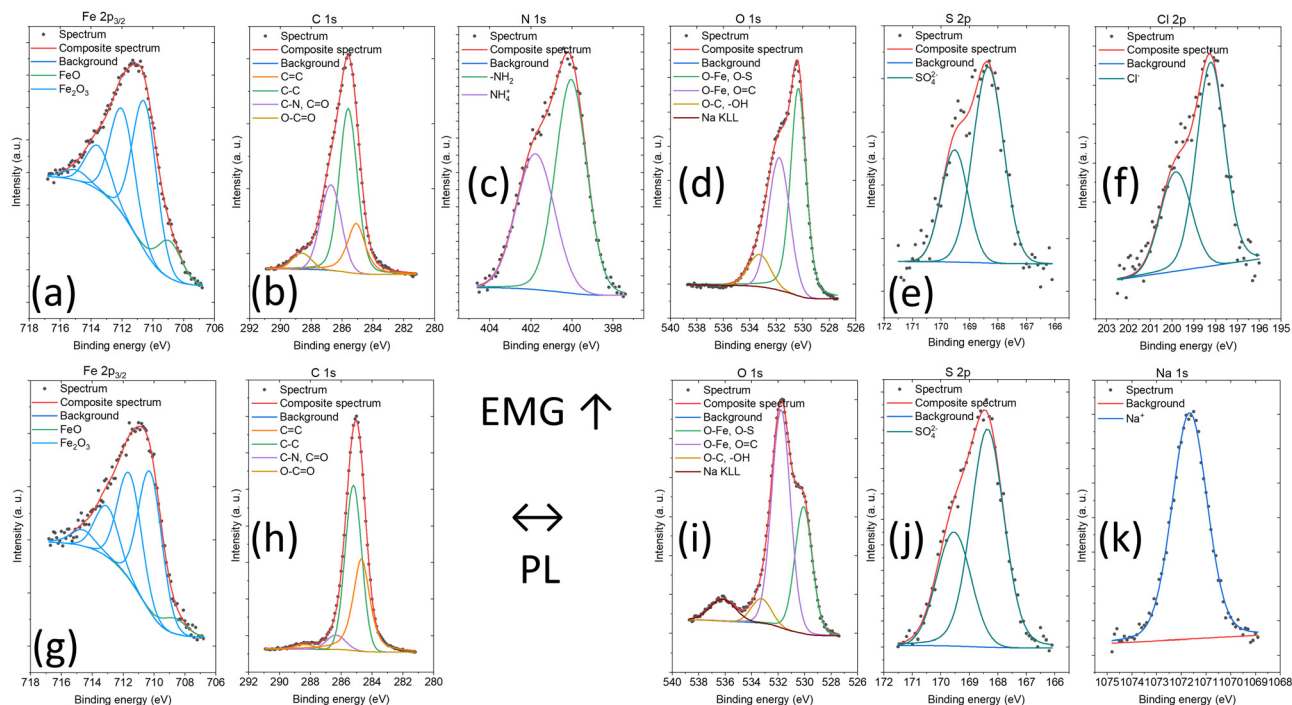 Fe 2p3/2
Spectrum
Composite spectrum
Background
FeO
Fe2O3
Intensity (a. u.)
(a)
718 716 714 712 710 708 706
Binding energy (eV)
C 1s
Spectrum
Composite spectrum
Background
C=C
C-C
C-N, C=O
O-C=O
Intensity (a. u.)
(b)
292 290 288 286 284 282 280
Binding energy (eV)
N 1s
Spectrum
Composite spectrum
Background
-NH2
NH4+
Intensity (a. u.)
(c)
404 402 400 398
Binding energy (eV)
O 1s
Spectrum
Composite spectrum
Background
O-Fe, O-S
O-Fe, O=C
O-C, -OH
Na KLL
Intensity (a. u.)
(d)
540 538 536 534 532 530 528 526
Binding energy (eV)
S 2p
Spectrum
Composite spectrum
Background
SO42-
Intensity (a. u.)
(e)
172 171 170 169 168 167 166
Binding energy (eV)
Cl 2p
Spectrum
Composite spectrum
Background
Cl-
Intensity (a. u.)
(f)
203 202 201 200 199 198 197 196 195
Binding energy (eV)
Fe 2p3/2
Spectrum
Composite spectrum
Background
FeO
Fe2O3
Intensity (a. u.)
(g)
718 716 714 712 710 708 706
Binding energy (eV)
C 1s
Spectrum
Composite spectrum
Background
C=C
C-C
C-N, C=O
O-C=O
Intensity (a. u.)
(h)
292 290 288 286 284 282 280
Binding energy (eV)
EMG ↑
↔
PL
O 1s
Spectrum
Composite spectrum
Background
O-Fe, O-S
O-Fe, O=C
O-C, -OH
Na KLL
Intensity (a. u.)
(i)
540 538 536 534 532 530 528 526
Binding energy (eV)
S 2p
Spectrum
Composite spectrum
Background
SO42-
Intensity (a. u.)
(j)
172 171 170 169 168 167 166
Binding energy (eV)
Na 1s
Spectrum
Background
Na+
Intensity (a. u.)
(k)
1075 1074 1073 1072 1071 1070 1069 1068
Binding energy (eV)